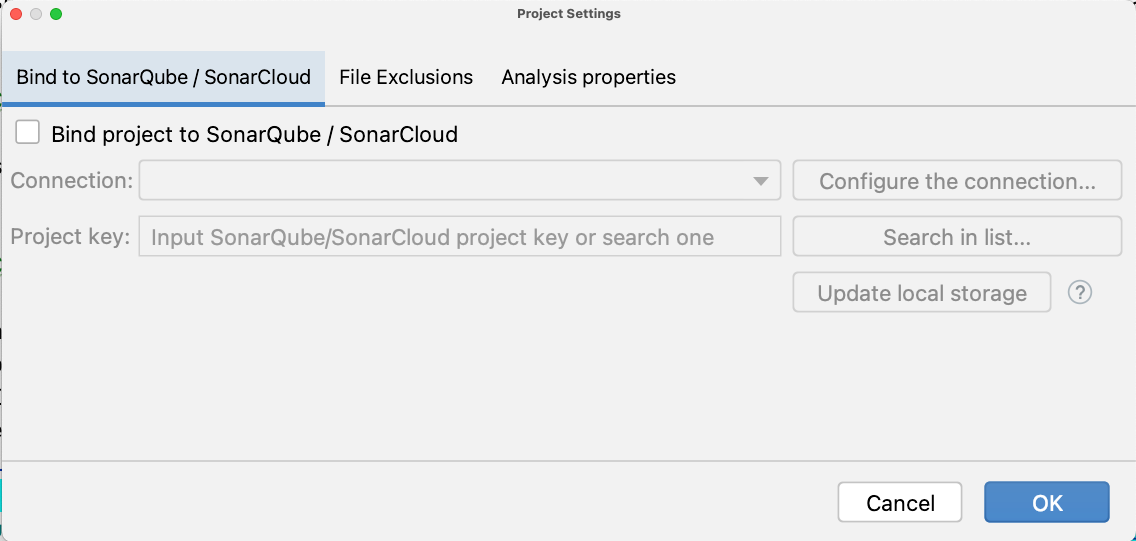 Project Settings
Bind to SonarQube / SonarCloud File Exclusions Analysis properties
Bind project to SonarQube / SonarCloud
Connection: Configure the connection...
Project key: Input SonarQube/SonarCloud project key or search one Search in list...
Update local storage ?
Cancel OK